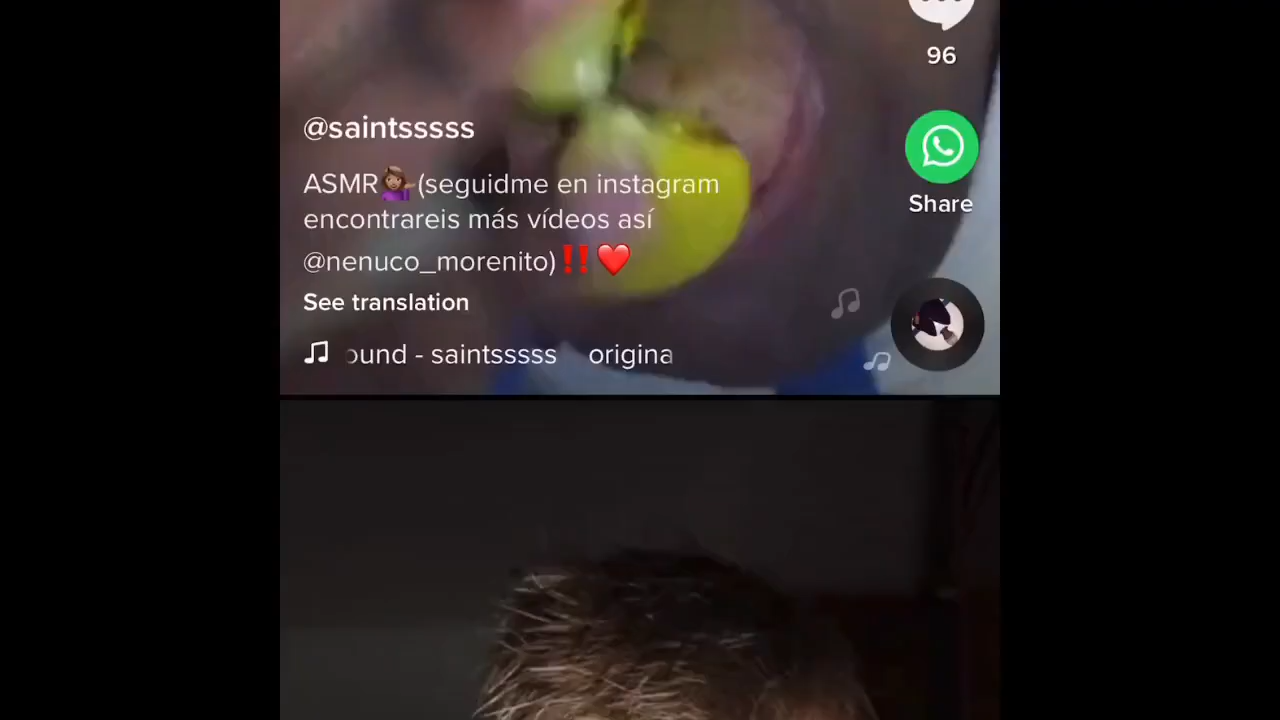 96
@saintsssss
ASMR💁🏽‍♀️(seguidme en instagram
encontrareis más vídeos así
@nenuco_morenito)‼️❤️
Share
See translation
ound - saintsssss origina